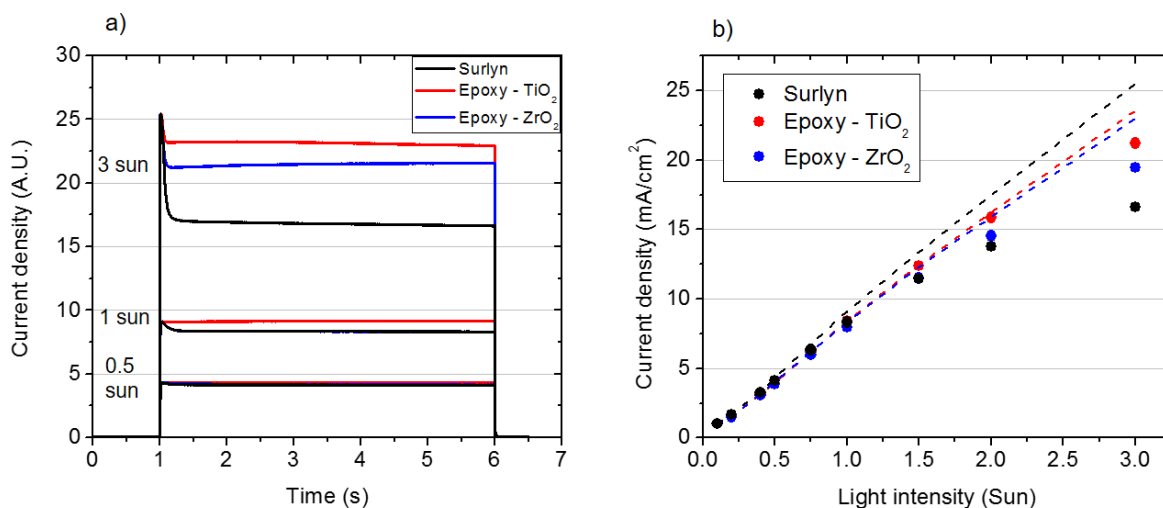 a)
Current density (A.U.)
30
25
20
15
10
5
0
3 sun
1 sun
0.5
sun
Surlyn
Epoxy - TiO₂
Epoxy - ZrO₂
0 1 2 3 4 5 6 7
Time (s)
b)
Current density (mA/cm²)
25
20
15
10
5
0
Surlyn
Epoxy - TiO₂
Epoxy - ZrO₂
0.0 0.5 1.0 1.5 2.0 2.5 3.0
Light intensity (Sun)